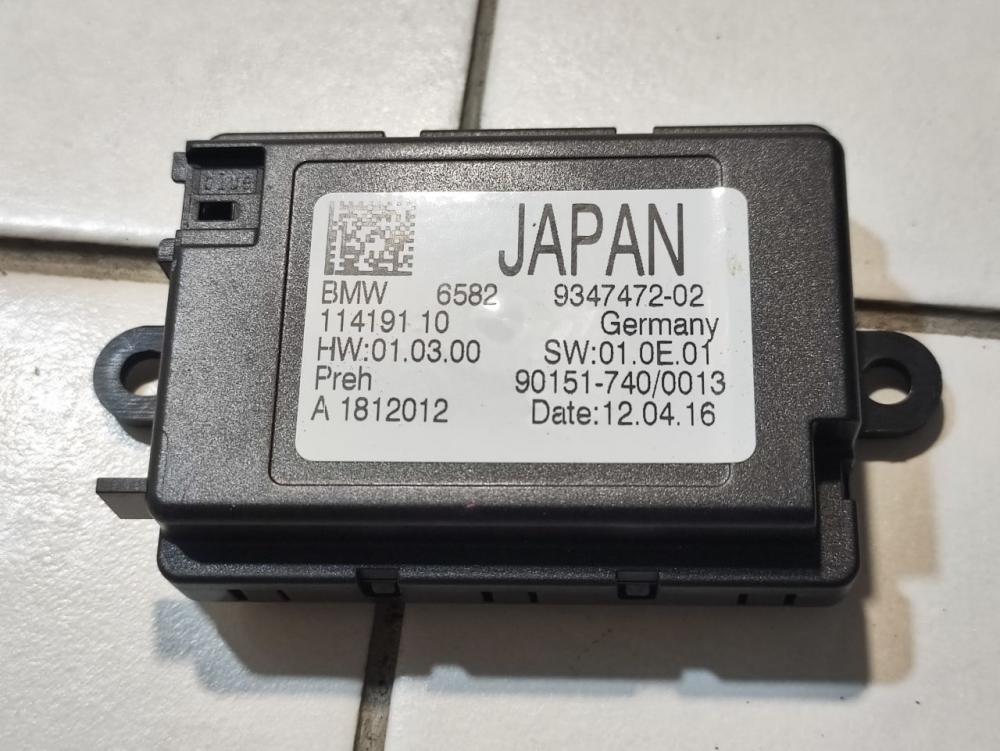 JAPAN
BMW 6582 9347472-02
114191 10 Germany
HW:01.03.00 SW:01.0E.01
Preh 90151-740/0013
A 1812012 Date:12.04.16